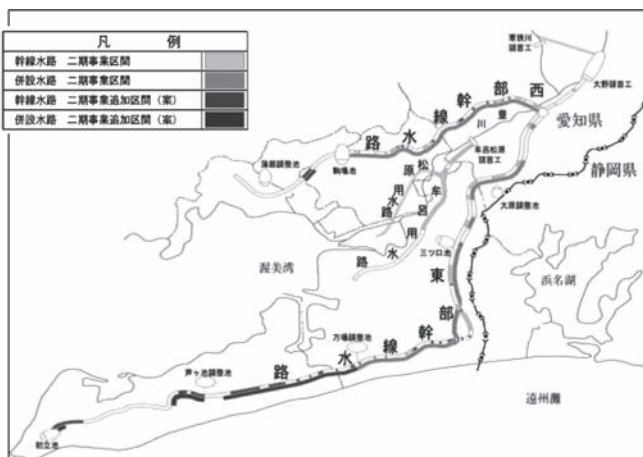 凡 例
幹線水路 二期事業区間
併設水路 二期事業区間
幹線水路 二期事業追加区間（案）
併設水路 二期事業追加区間（案）
寒狭川
頭首工
大野頭首工
西部幹線水路
豊川
愛知県
静岡県
牟呂松原
頭首工
蒲郡調整池
駒場池
松原用水路
牟呂用水路
大原調整池
三ツ口池
渥美湾
浜名湖
東部幹線水路
万場調整池
芦ヶ池調整池
初立池
遠州灘